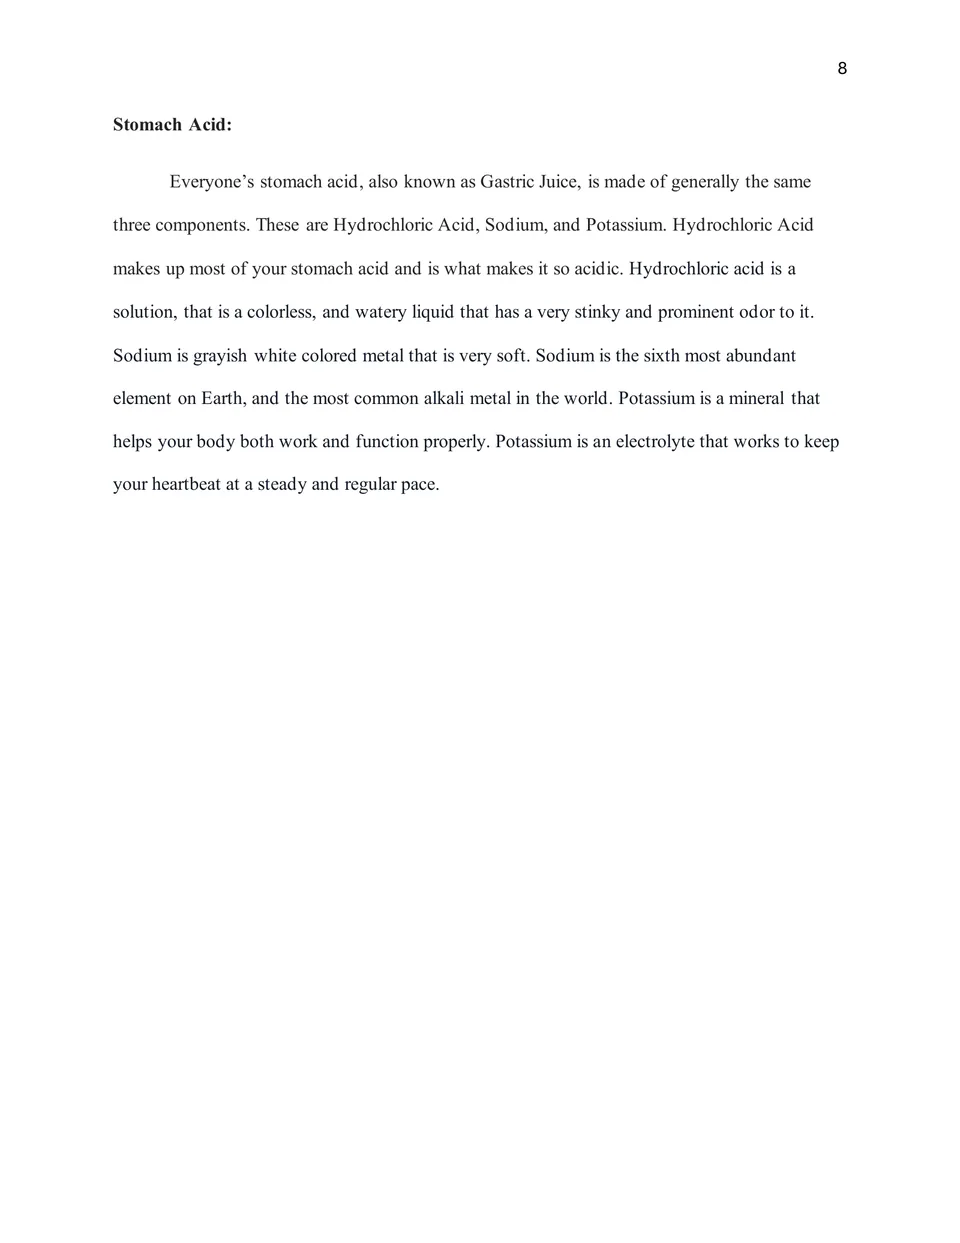 8
Stomach Acid:
Everyone’s stomach acid, also known as Gastric Juice, is made of generally the same
three components. These are Hydrochloric Acid, Sodium, and Potassium. Hydrochloric Acid
makes up most of your stomach acid and is what makes it so acidic. Hydrochloric acid is a
solution, that is a colorless, and watery liquid that has a very stinky and prominent odor to it.
Sodium is grayish white colored metal that is very soft. Sodium is the sixth most abundant
element on Earth, and the most common alkali metal in the world. Potassium is a mineral that
helps your body both work and function properly. Potassium is an electrolyte that works to keep
your heartbeat at a steady and regular pace.